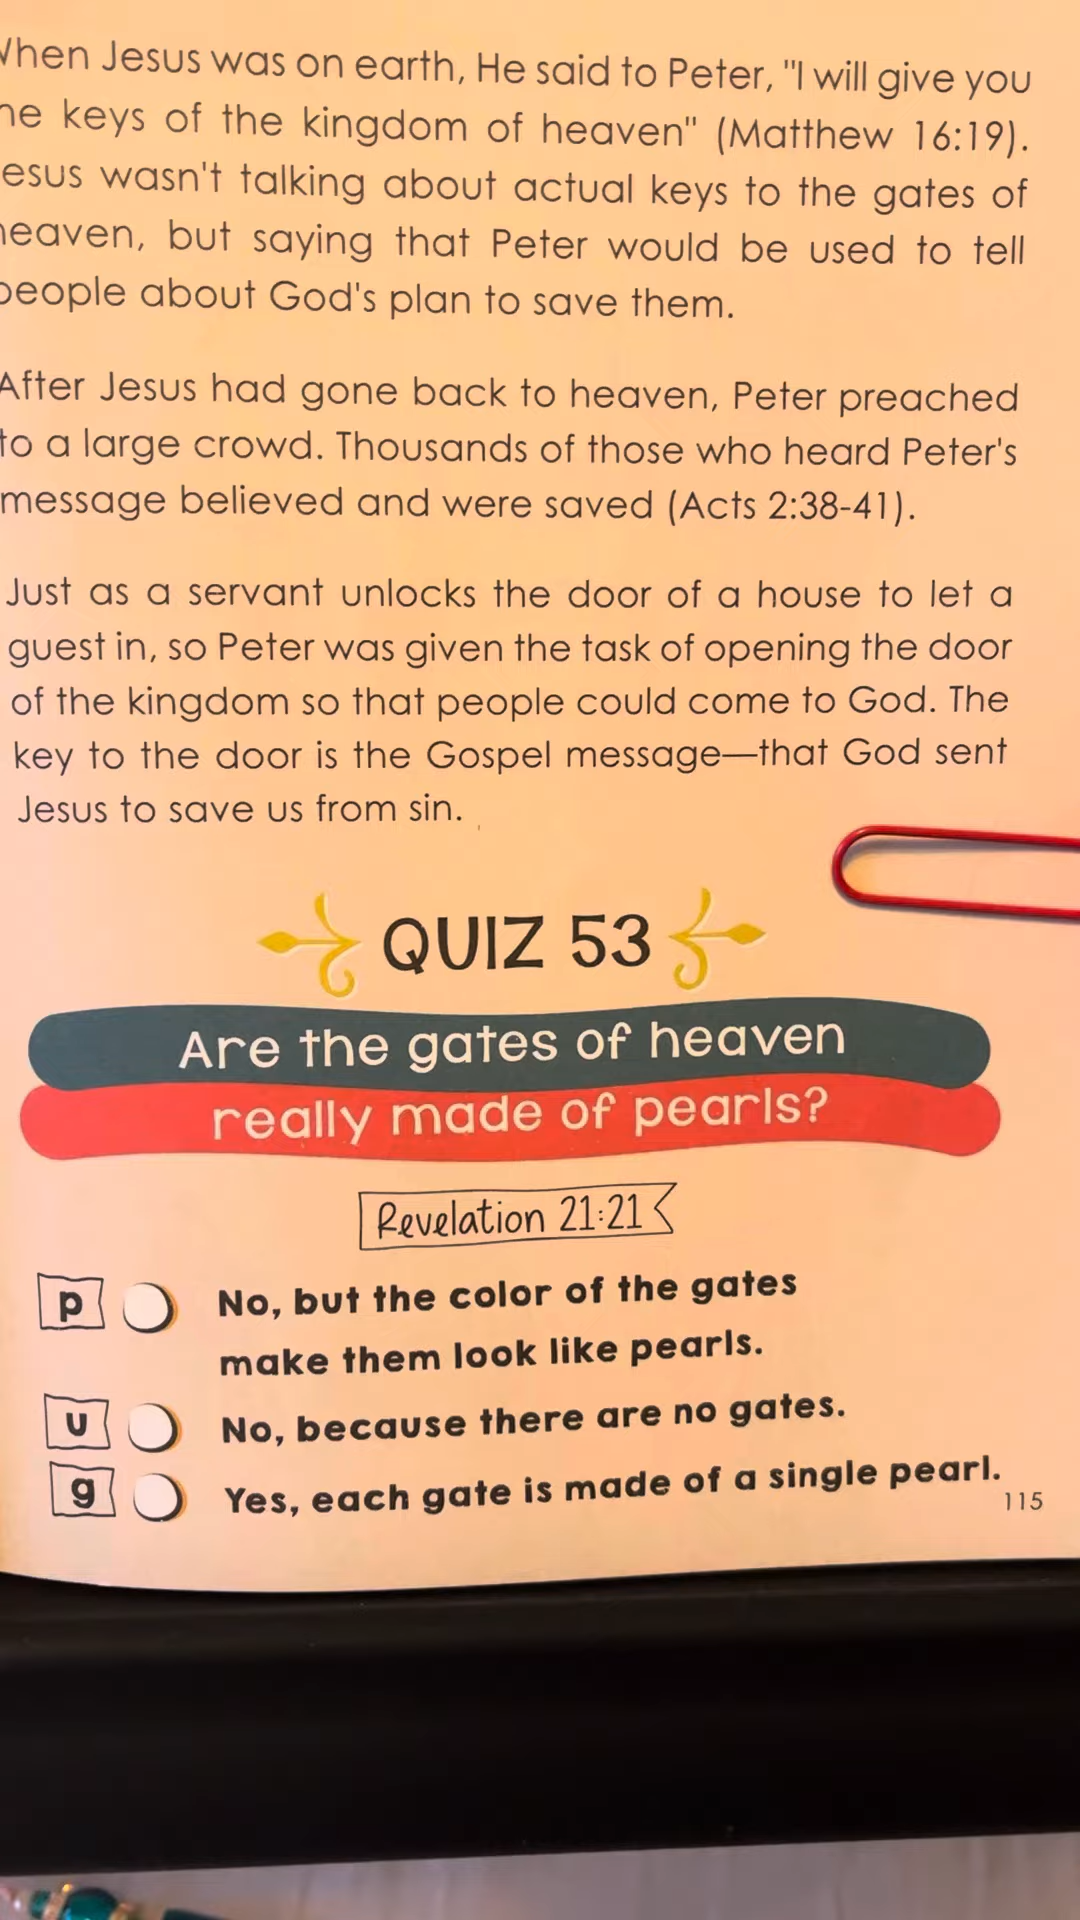 When Jesus was on earth, He said to Peter, "I will give you
he keys of the kingdom of heaven" (Matthew 16:19).
esus wasn't talking about actual keys to the gates of
heaven, but saying that Peter would be used to tell
people about God's plan to save them.
After Jesus had gone back to heaven, Peter preached
to a large crowd. Thousands of those who heard Peter's
message believed and were saved (Acts 2:38-41).
Just as a servant unlocks the door of a house to let a
guest in, so Peter was given the task of opening the door
of the kingdom so that people could come to God. The
key to the door is the Gospel message—that God sent
Jesus to save us from sin.
QUIZ 53
Are the gates of heaven
really made of pearls?
Revelation 21:21
p No, but the color of the gates
make them look like pearls.
u No, because there are no gates.
g Yes, each gate is made of a single pearl.
115